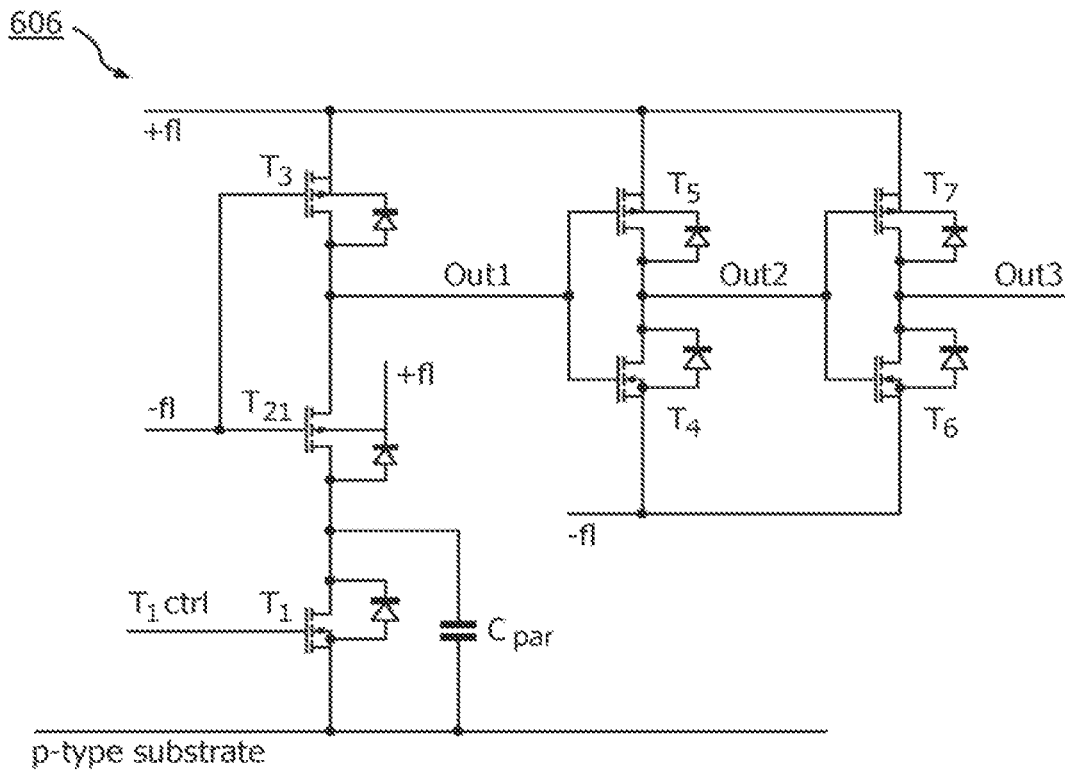 606
+fl
T3
T5
T7
Out1
Out2
Out3
+fl
-fl
T21
T4
T6
-fl
T1 ctrl
T1
C par
p-type substrate